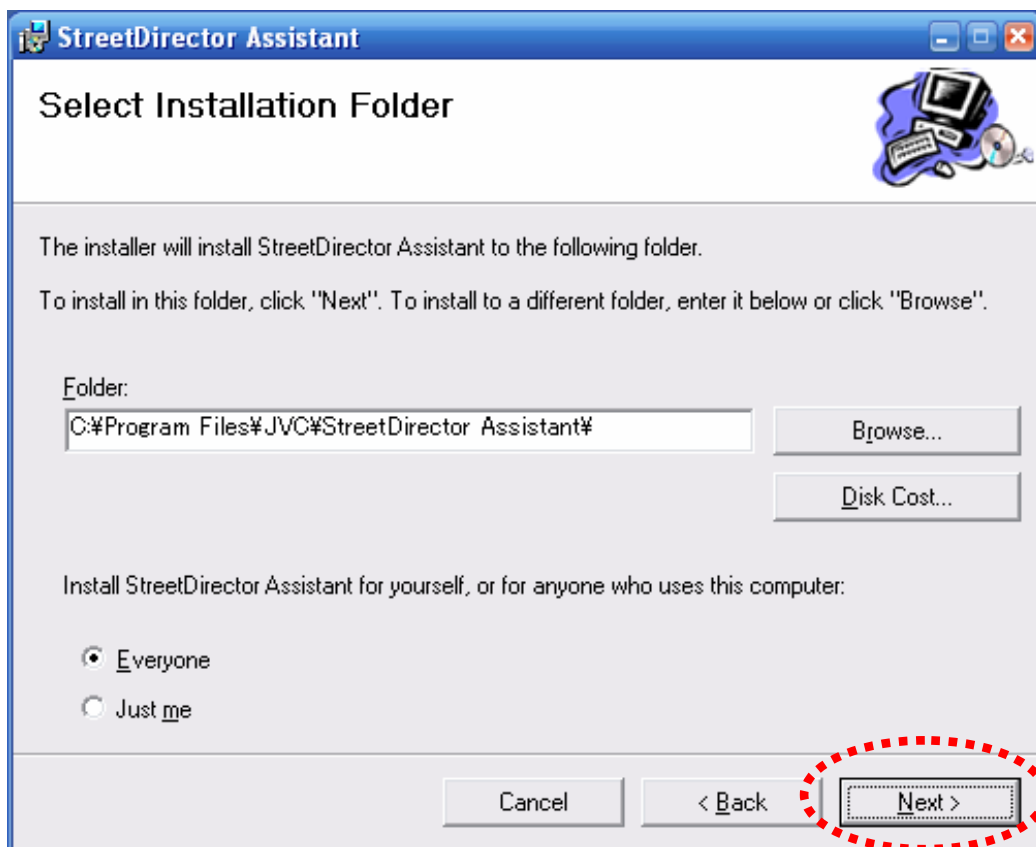 StreetDirector Assistant
Select Installation Folder
The installer will install StreetDirector Assistant to the following folder.
To install in this folder, click "Next". To install to a different folder, enter it below or click "Browse".
Folder:
C:¥Program Files¥JVC¥StreetDirector Assistant¥
Browse...
Disk Cost...
Install StreetDirector Assistant for yourself, or for anyone who uses this computer:
Everyone
Just me
Cancel
< Back
Next >